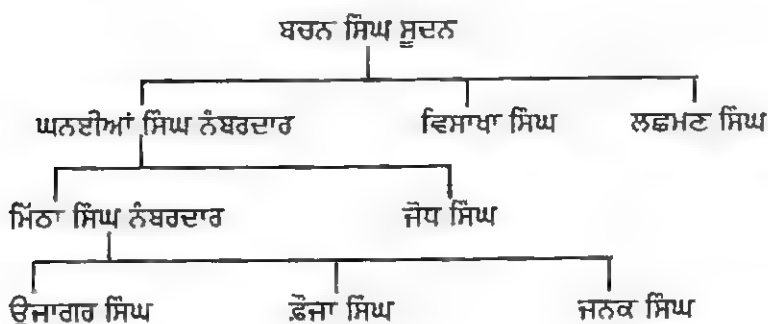 ਬਚਨ ਸਿੰਘ ਸੂਦਨ
ਘਨਈਆਂ ਸਿੰਘ ਨੰਬਰਦਾਰ ਵਿਸਾਖਾ ਸਿੰਘ ਲਛਮਣ ਸਿੰਘ
ਮਿੱਠਾ ਸਿੰਘ ਨੰਬਰਦਾਰ ਜੋਧ ਸਿੰਘ
ਉਜਾਗਰ ਸਿੰਘ ਫ਼ੌਜਾ ਸਿੰਘ ਜਨਕ ਸਿੰਘ